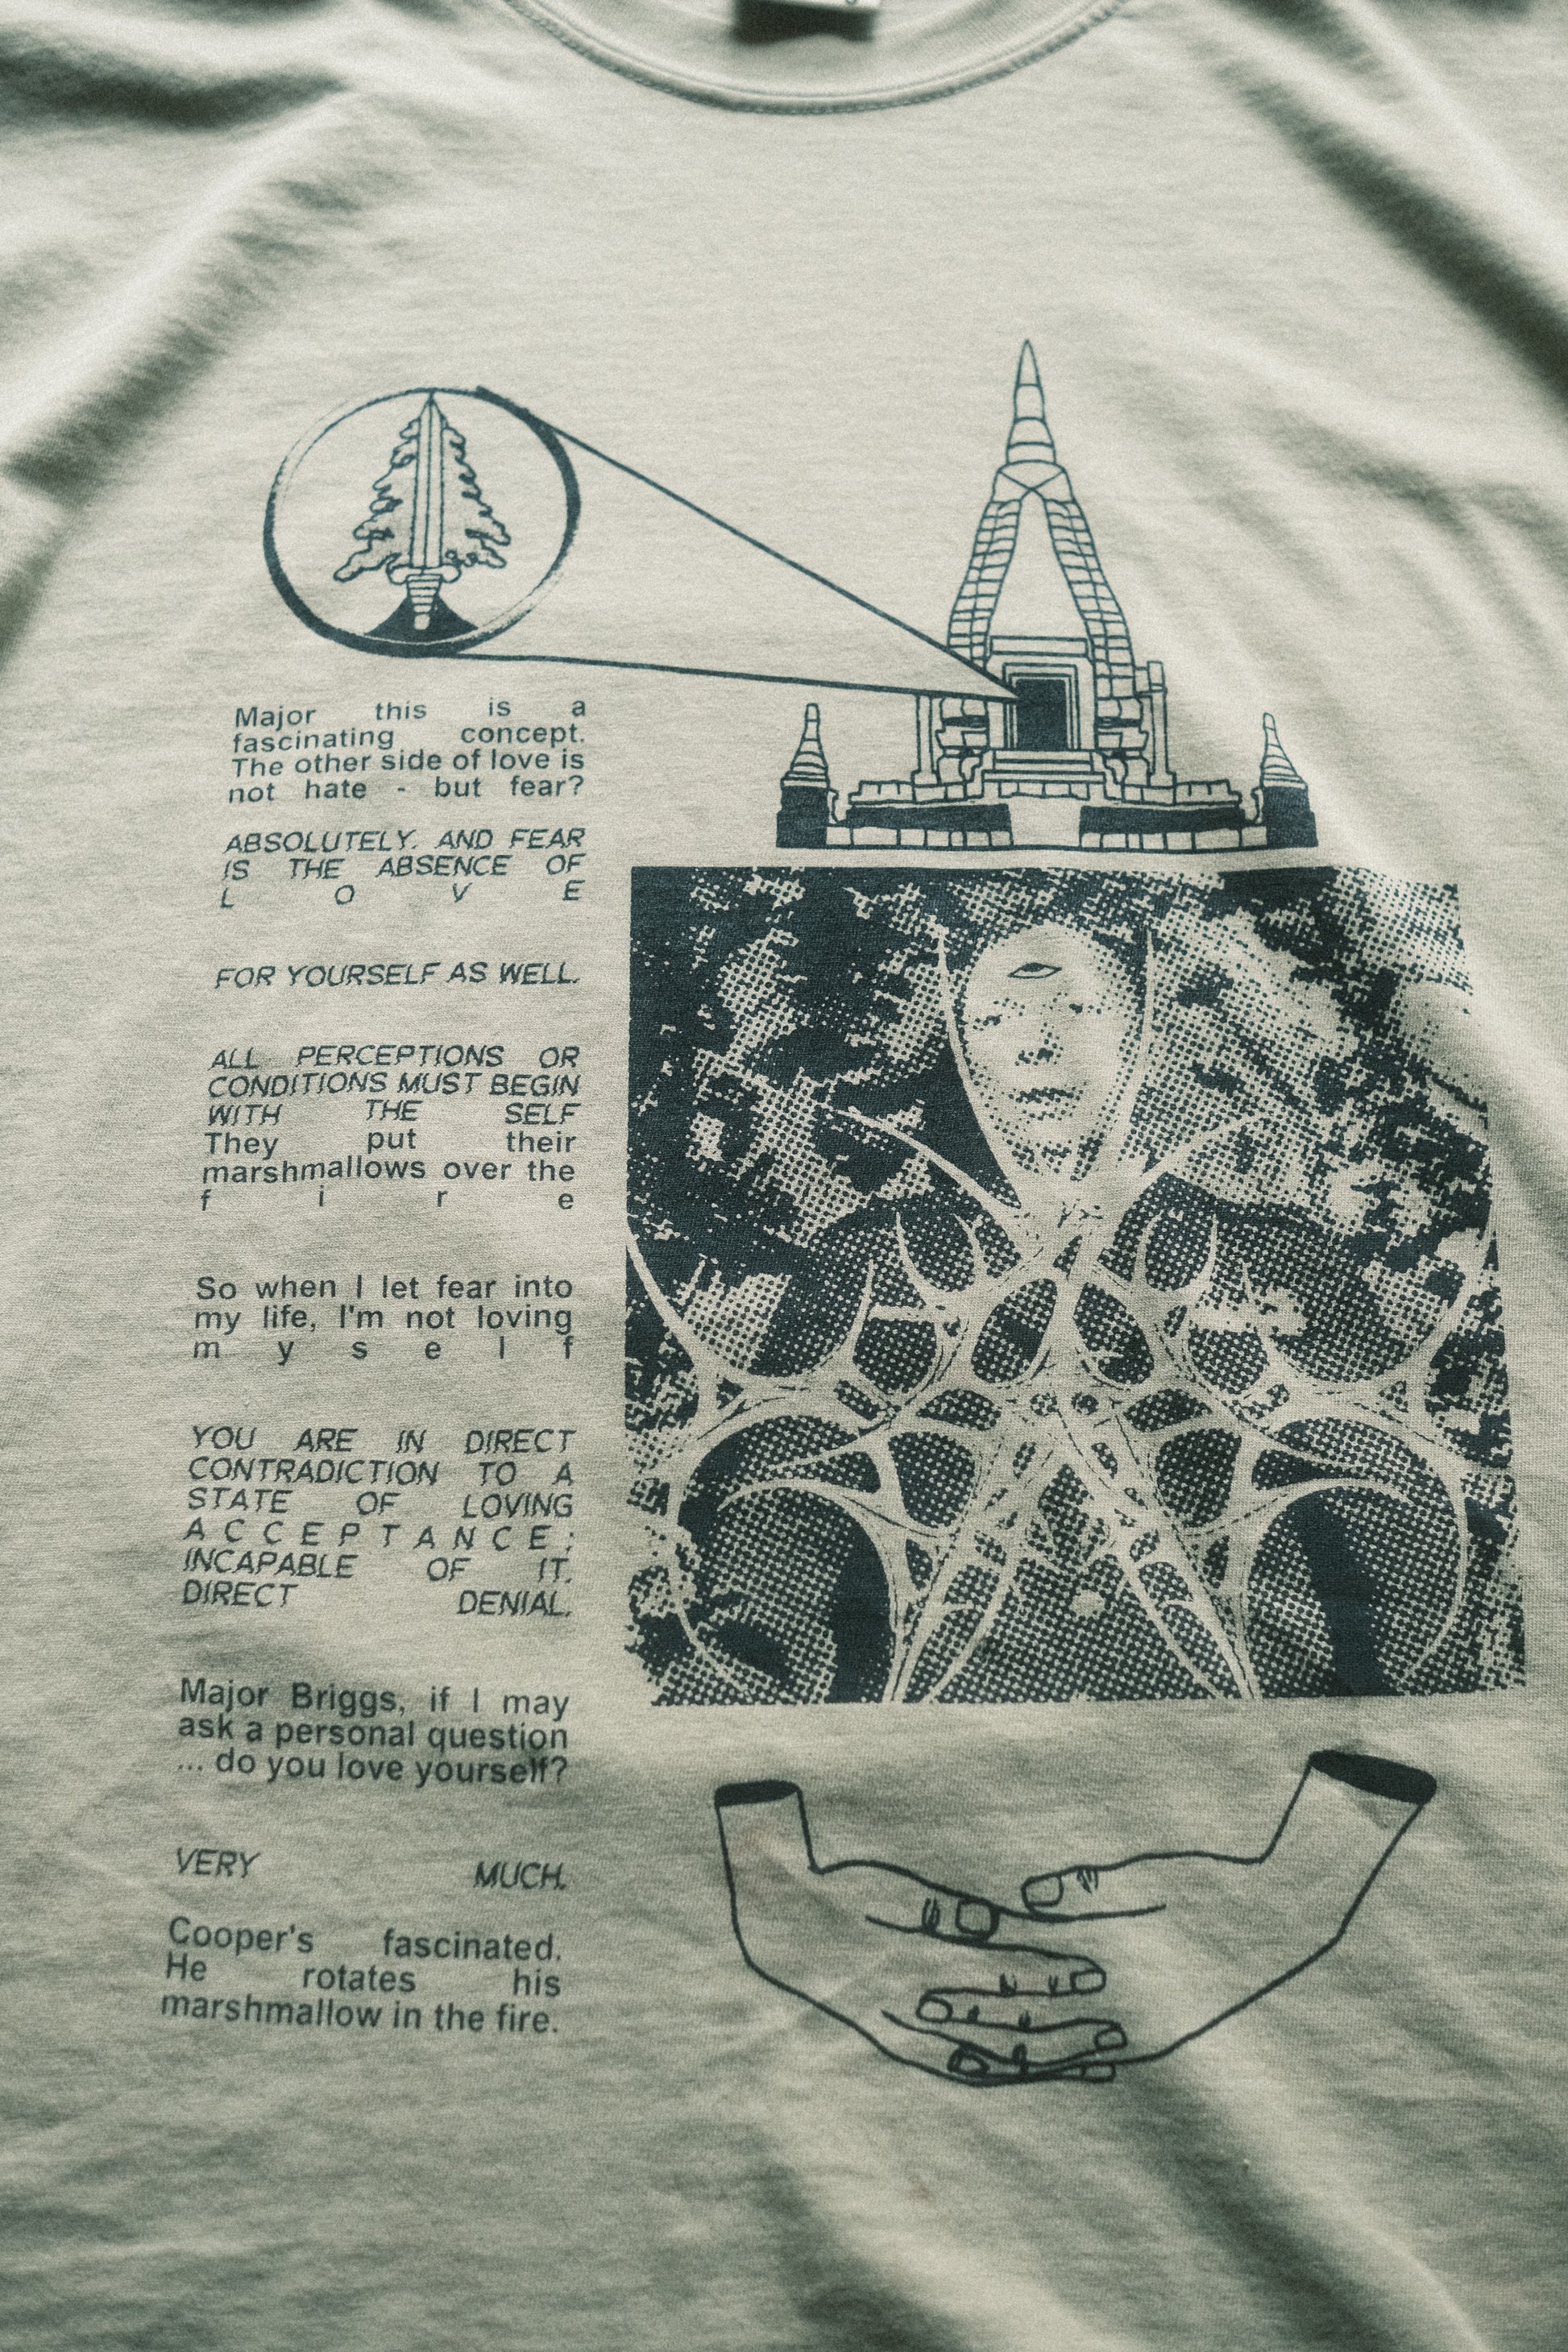 Major this is a
fascinating concept.
The other side of love is
not hate - but fear?
ABSOLUTELY. AND FEAR
IS THE ABSENCE OF
L O V E
FOR YOURSELF AS WELL.
ALL PERCEPTIONS OR
CONDITIONS MUST BEGIN
WITH THE SELF
They put their
marshmallows over the
f i r e
So when I let fear into
my life, I'm not loving
m y s e l f
YOU ARE IN DIRECT
CONTRADICTION TO A
STATE OF LOVING
A C C E P T A N C E ;
INCAPABLE OF IT.
DIRECT DENIAL.
Major Briggs, if I may
ask a personal question
... do you love yourself?
VERY MUCH.
Cooper's fascinated.
He rotates his
marshmallow in the fire.